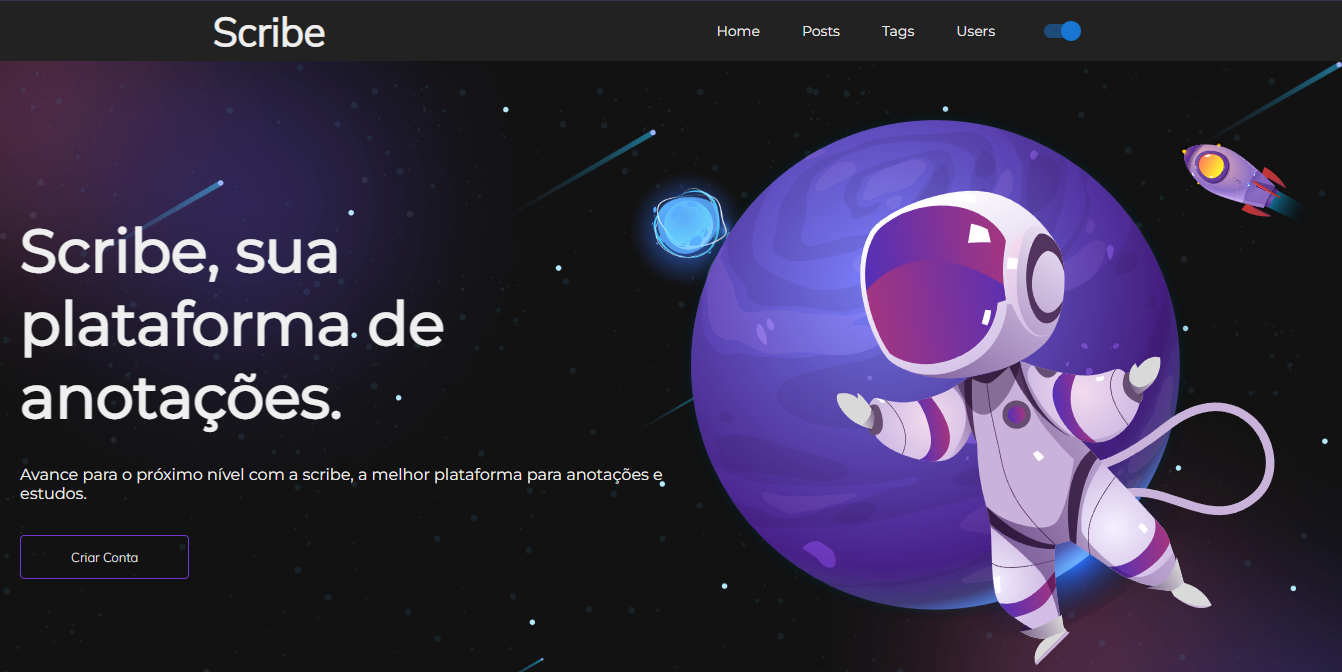 Scribe
Home Posts Tags Users
Scribe, sua
plataforma de
anotações.
Avance para o próximo nível com a scribe, a melhor plataforma para anotações e
estudos.
Criar Conta